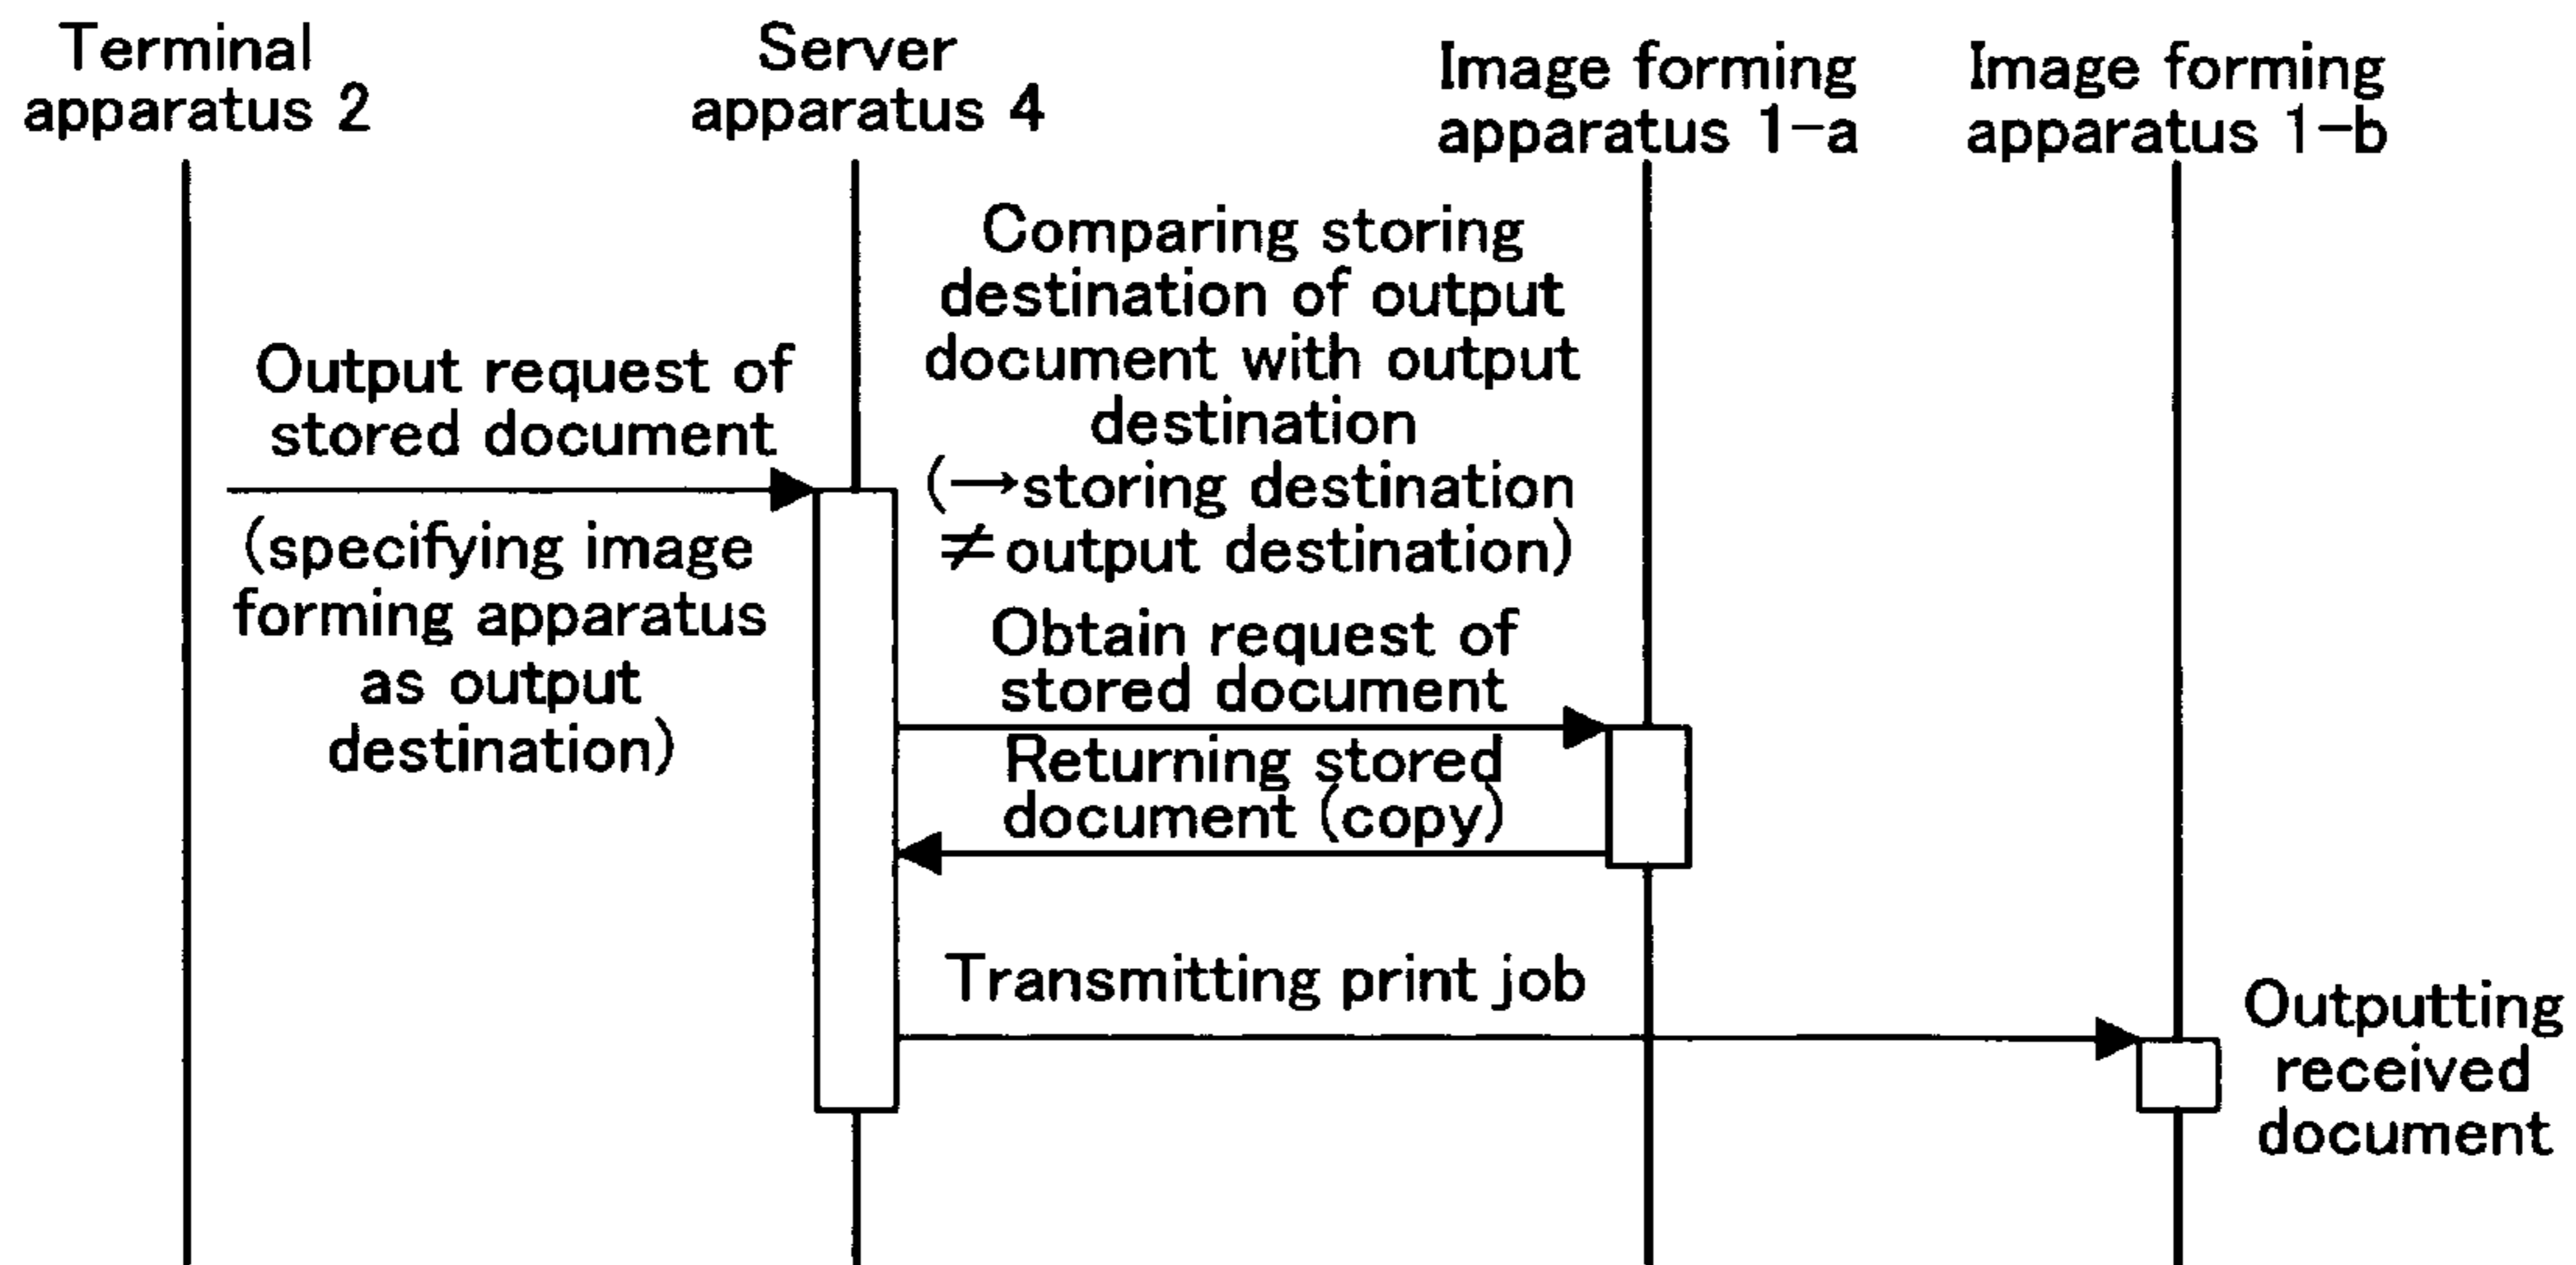 Terminal
apparatus 2
Server
apparatus 4
Image forming
apparatus 1-a
Image forming
apparatus 1-b
Comparing storing
destination of output
document with output
destination
(→storing destination
≠output destination)
Output request of
stored document
(specifying image
forming apparatus
as output
destination)
Obtain request of
stored document
Returning stored
document (copy)
Transmitting print job
Outputting
received
document